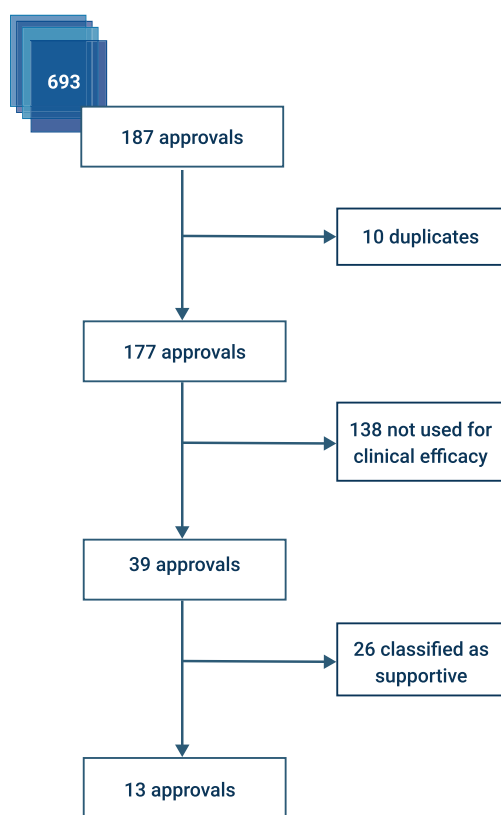 693
187 approvals
10 duplicates
177 approvals
138 not used for
clinical efficacy
39 approvals
26 classified as
supportive
13 approvals